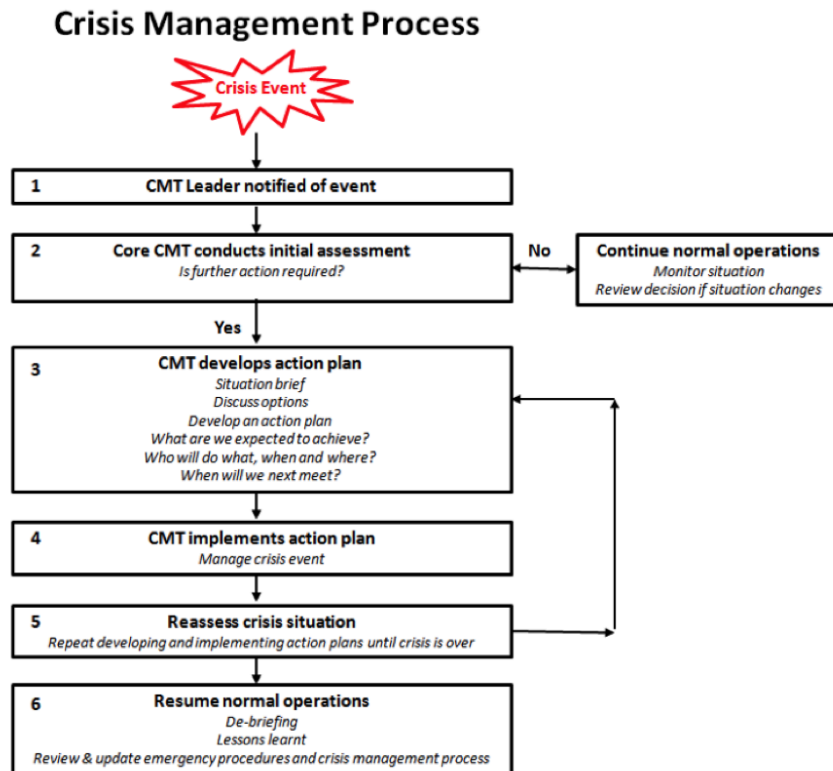 Crisis Management Process
Crisis Event
1 CMT Leader notified of event
2 Core CMT conducts initial assessment
Is further action required?
No
Continue normal operations
Monitor situation
Review decision if situation changes
Yes
3 CMT develops action plan
Situation brief
Discuss options
Develop an action plan
What are we expected to achieve?
Who will do what, when and where?
When will we next meet?
4 CMT implements action plan
Manage crisis event
5 Reassess crisis situation
Repeat developing and implementing action plans until crisis is over
6 Resume normal operations
De-briefing
Lessons learnt
Review & update emergency procedures and crisis management process